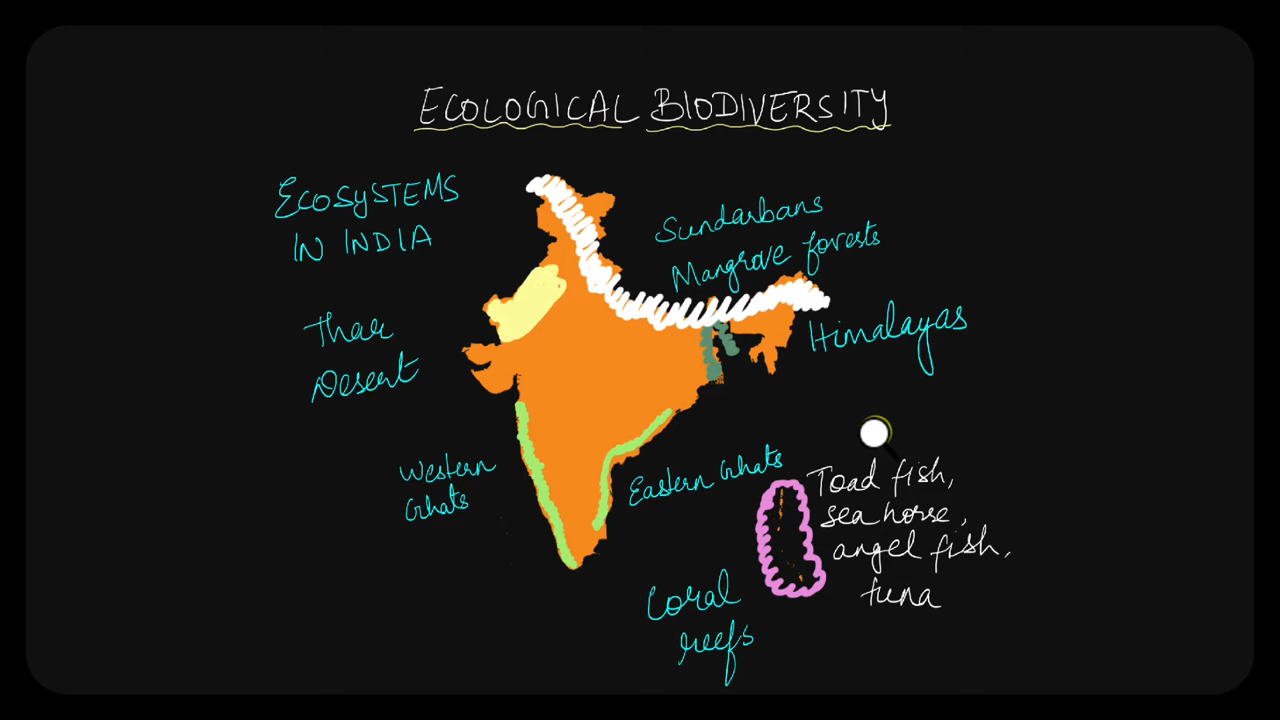 ECOLOGICAL BIODIVERSITY
ECOSYSTEMS
IN INDIA
Sundarbans
Mangrove forests
Himalayas
Thar
Desert
Western
Ghats
Eastern Ghats
Toad fish,
sea horse,
angel fish,
tuna
Coral
reefs